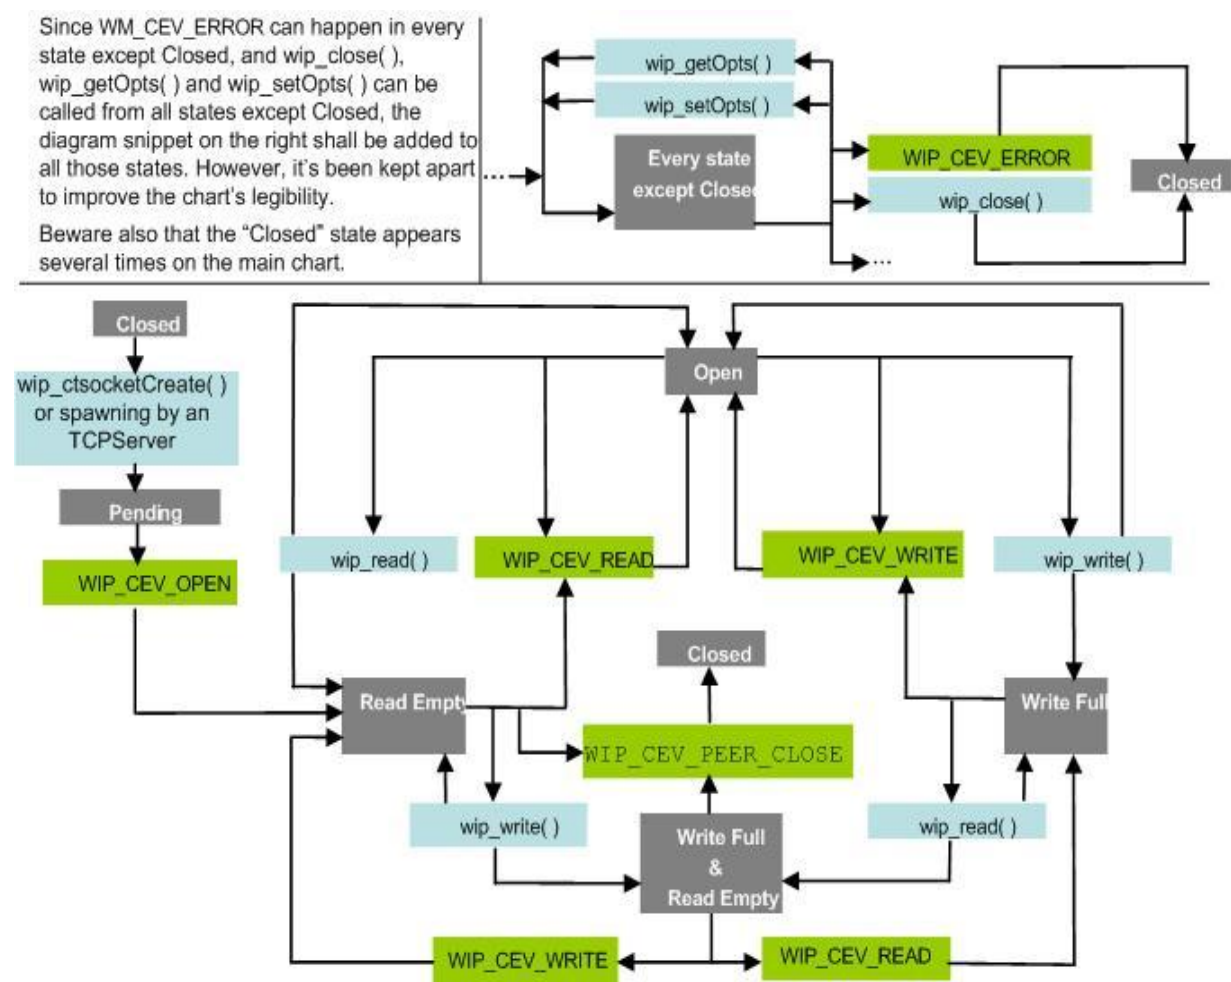 Since WM_CEV_ERROR can happen in every
state except Closed, and wip_close( ),
wip_getOpts( ) and wip_setOpts( ) can be
called from all states except Closed, the
diagram snippet on the right shall be added to
all those states. However, it's been kept apart
to improve the chart's legibility.
Beware also that the “Closed” state appears
several times on the main chart.
wip_getOpts( )
wip_setOpts( )
Every state
except Closed
...
WIP_CEV_ERROR
wip_close( )
...
Closed
Closed
wip_ctsocketCreate( )
or spawning by an
TCPServer
Pending
WIP_CEV_OPEN
Open
wip_read( )
WIP_CEV_READ
WIP_CEV_WRITE
wip_write( )
Closed
Read Empty
Write Full
WIP_CEV_PEER_CLOSE
wip_write( )
Write Full
&
Read Empty
wip_read( )
WIP_CEV_WRITE
WIP_CEV_READ